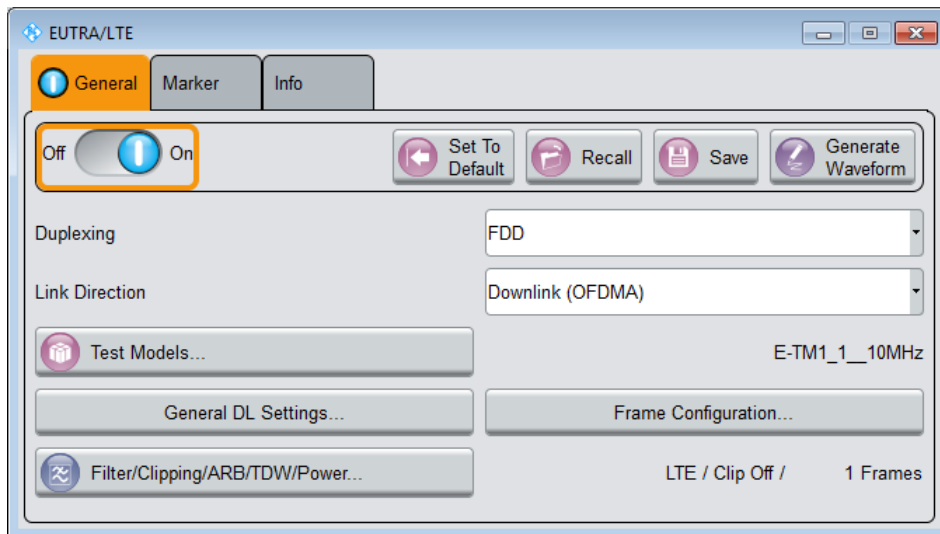 EUTRA/LTE
General Marker Info
Off On Set To Default Recall Save Generate Waveform
Duplexing FDD
Link Direction Downlink (OFDMA)
Test Models... E-TM1_1__10MHz
General DL Settings... Frame Configuration...
Filter/Clipping/ARB/TDW/Power... LTE / Clip Off / 1 Frames